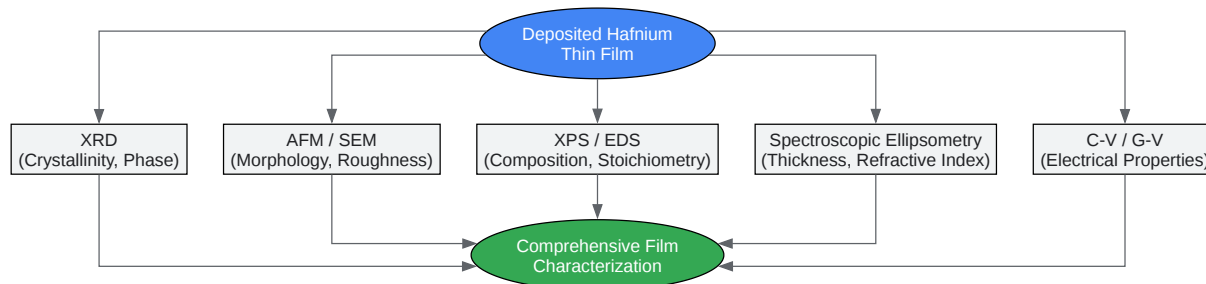 Deposited Hafnium
Thin Film
XRD
(Crystallinity, Phase)
AFM / SEM
(Morphology, Roughness)
XPS / EDS
(Composition, Stoichiometry)
Spectroscopic Ellipsometry
(Thickness, Refractive Index)
C-V / G-V
(Electrical Properties)
Comprehensive Film
Characterization